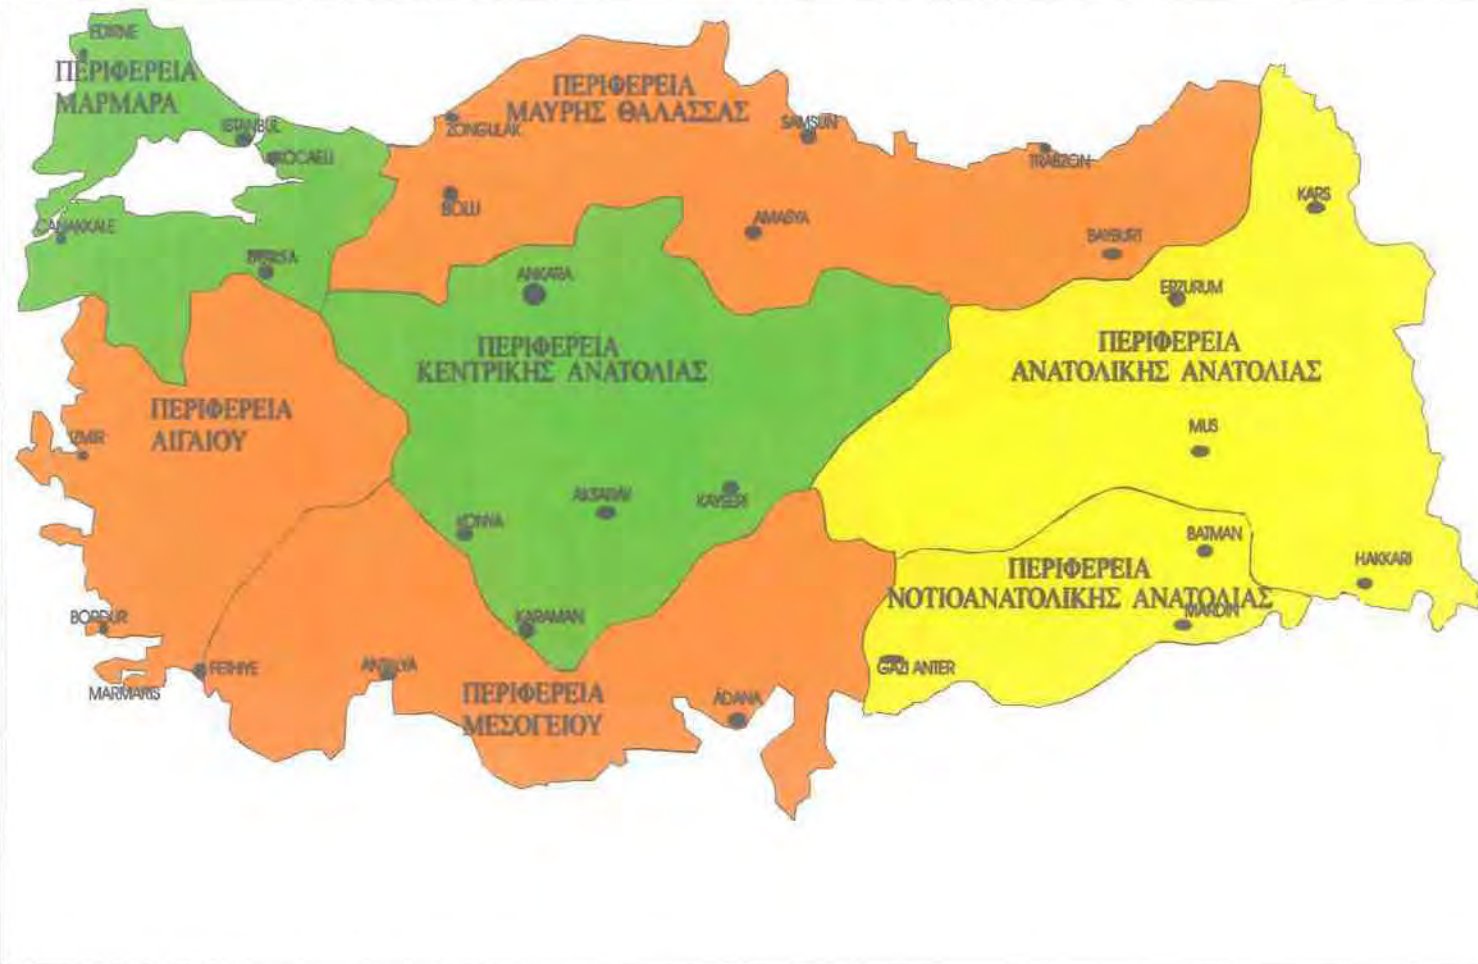 EDIRNE
ΠΕΡΙΦΕΡΕΙΑ
ΜΑΡΜΑΡΑ
ISTANBUL
KOCAELI
CANAKKALE
BURSA
ΠΕΡΙΦΕΡΕΙΑ
ΜΑΥΡΗΣ ΘΑΛΑΣΣΑΣ
ZONGULAK
SAMSUN
TRABZON
BOLU
AMASYA
BAYBURT
KARS
ANKARA
ERZURUM
ΠΕΡΙΦΕΡΕΙΑ
ΚΕΝΤΡΙΚΗΣ ΑΝΑΤΟΛΙΑΣ
ΠΕΡΙΦΕΡΕΙΑ
ΑΝΑΤΟΛΙΚΗΣ ΑΝΑΤΟΛΙΑΣ
ΠΕΡΙΦΕΡΕΙΑ
ΑΙΓΑΙΟΥ
IZMIR
MUS
AKSARAY
KAYSERI
KONYA
BATMAN
HAKKARI
ΠΕΡΙΦΕΡΕΙΑ
ΝΟΤΙΟΑΝΑΤΟΛΙΚΗΣ ΑΝΑΤΟΛΙΑΣ
MARDIN
BORDUR
KARAMAN
FETHIYE
ANTALYA
GAZI ANTER
MARMARIS
ΠΕΡΙΦΕΡΕΙΑ
ΜΕΣΟΓΕΙΟΥ
ADANA